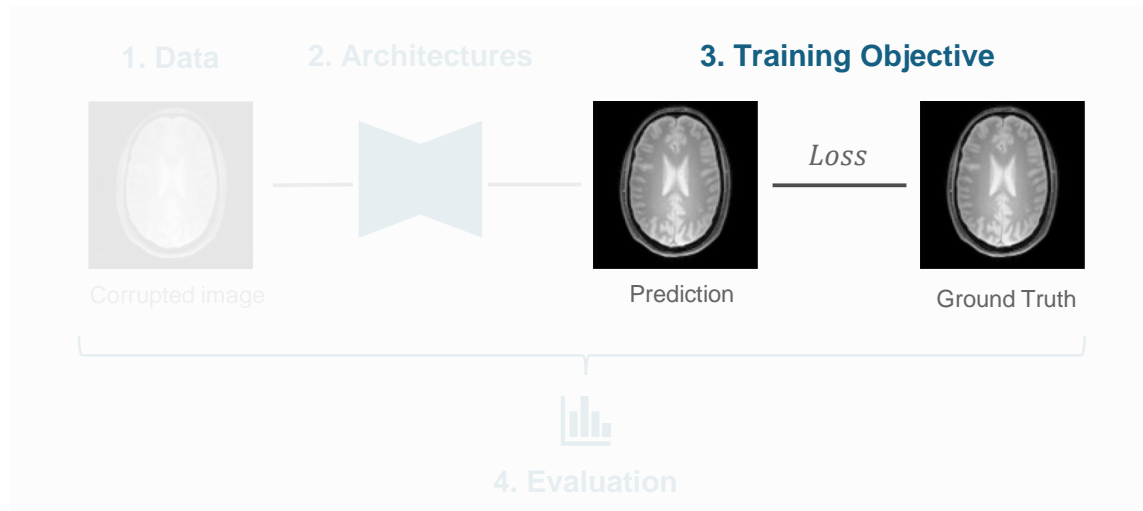 1. Data
2. Architectures
3. Training Objective
Loss
Corrupted image
Prediction
Ground Truth
4. Evaluation